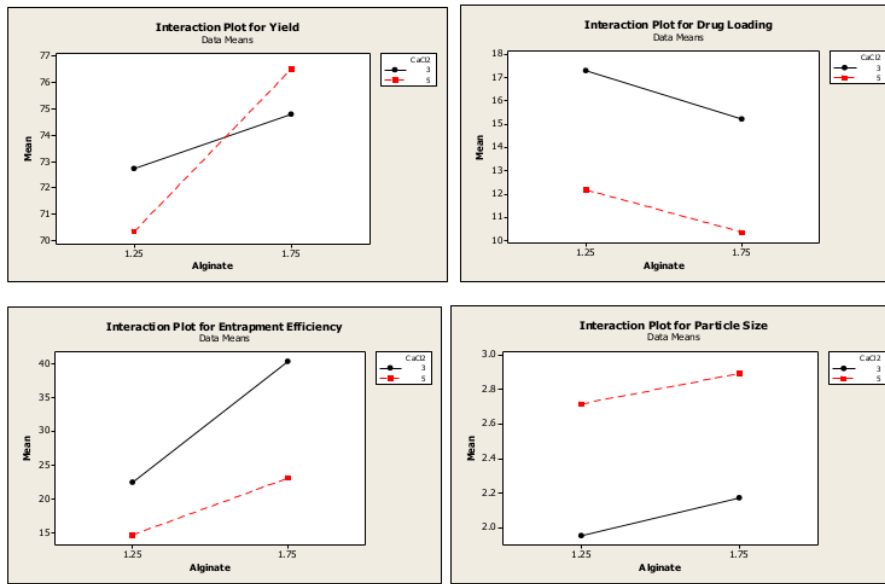 Interaction Plot for Yield
Data Means
77
76
75
74
73
72
71
70
Mean
1.25
1.75
Alginate
CaCl2
3
5
Interaction Plot for Drug Loading
Data Means
18
17
16
15
14
13
12
11
10
Mean
1.25
1.75
Alginate
CaCl2
3
5
Interaction Plot for Entrapment Efficiency
Data Means
40
35
30
25
20
15
Mean
1.25
1.75
Alginate
CaCl2
3
5
Interaction Plot for Particle Size
Data Means
3.0
2.8
2.6
2.4
2.2
2.0
Mean
1.25
1.75
Alginate
CaCl2
3
5